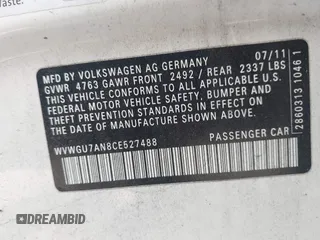 Waste.
MFD BY VOLKSWAGEN AG GERMANY 07/11
GVWR 4763 GAWR FRONT 2492 / REAR 2337 LBS
THIS VEHICLE CONFORMS TO ALL APPLICABLE
FEDERAL MOTOR VEHICLE SAFETY, BUMPER AND
THEFT PREVENTION STANDARDS IN EFFECT ON THE
DATE OF MANUFACTURE SHOWN ABOVE
WVWGU7AN8CE527488 PASSENGER CAR
2860313 1046 1
DREAMBID